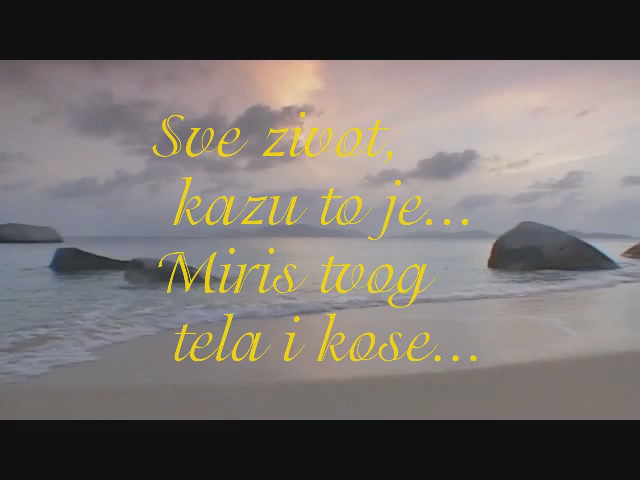 Sve zivot,
kazu to je...
Miris tvog
tela i kose...